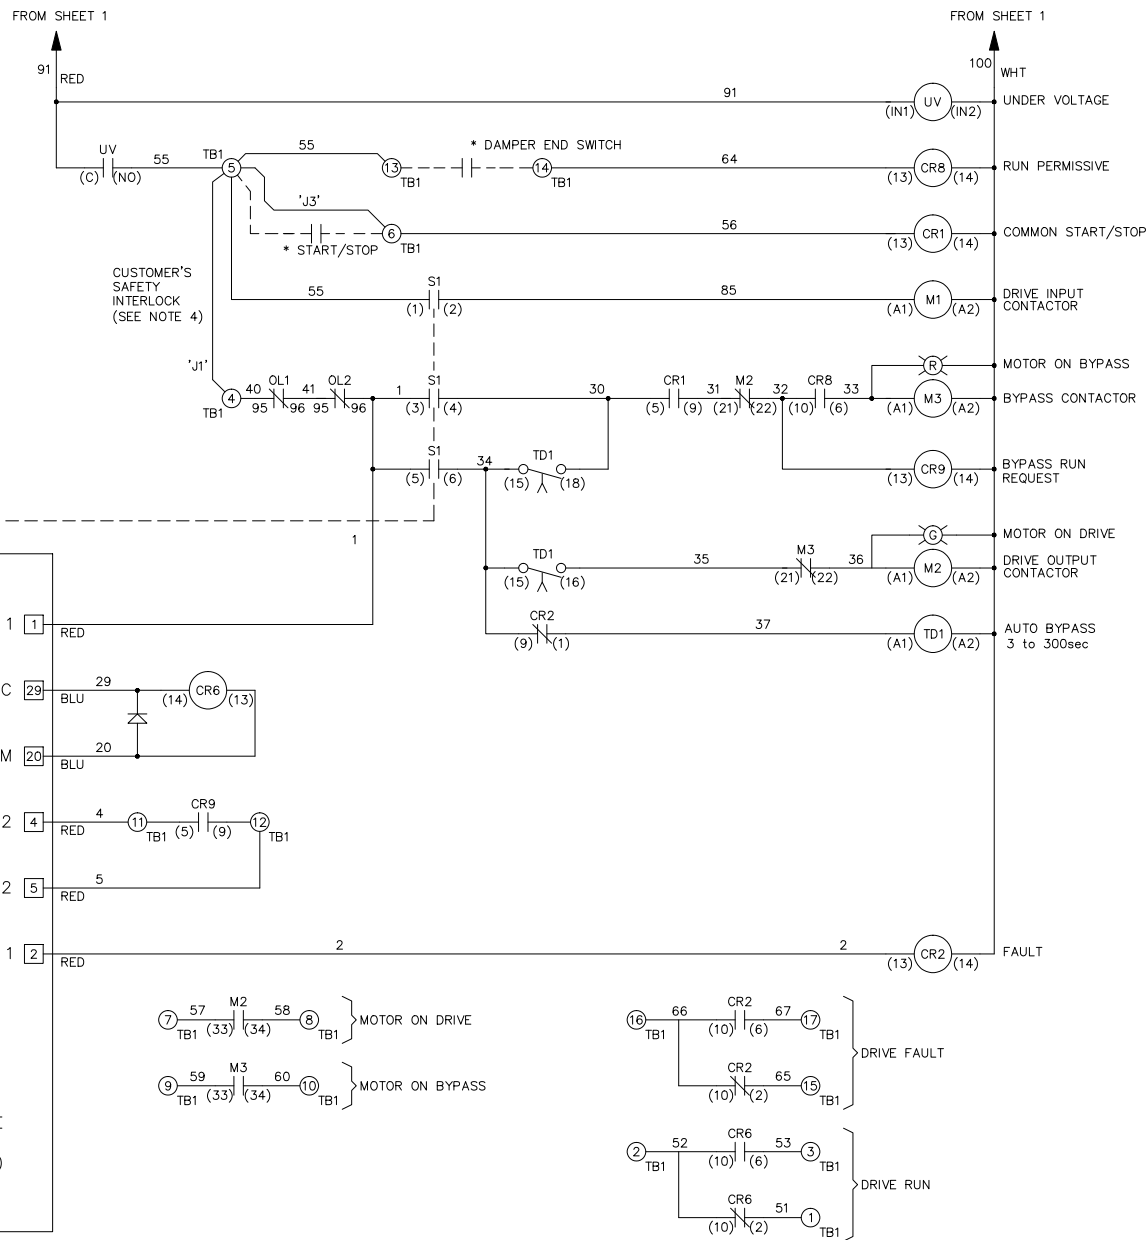 FROM SHEET 1 FROM SHEET 1
91 RED 100 WHT
91 (IN1) UV (IN2) UNDER VOLTAGE
UV (C) (NO) 55 TB1 5 55 13 TB1 * DAMPER END SWITCH 14 TB1 64 (13) CR8 (14) RUN PERMISSIVE
'J3' * START/STOP 6 TB1 56 (13) CR1 (14) COMMON START/STOP
CUSTOMER'S
SAFETY
INTERLOCK
(SEE NOTE 4)
55 S1 (1) (2) 85 (A1) M1 (A2) DRIVE INPUT
CONTACTOR
'J1' R MOTOR ON BYPASS
TB1 4 40 OL1 95 96 41 OL2 95 96 1 S1 (3) (4) 30 CR1 (5) (9) 31 M2 (21) (22) 32 CR8 (10) (6) 33 (A1) M3 (A2) BYPASS CONTACTOR
S1 (5) (6) 34 TD1 (15) (18) (13) CR9 (14) BYPASS RUN
REQUEST
1
G MOTOR ON DRIVE
TD1 (15) (16) 35 M3 (21) (22) 36 (A1) M2 (A2) DRIVE OUTPUT
CONTACTOR
1 1 RED CR2 (9) (1) 37 (A1) TD1 (A2) AUTO BYPASS
3 to 300sec
C 29 BLU 29 (14) CR6 (13)
M 20 BLU 20
2 4 RED 4 11 TB1 CR9 (5) (9) 12 TB1
2 5 RED 5
1 2 RED 2 2 (13) CR2 (14) FAULT
7 TB1 57 M2 (33) (34) 58 8 TB1 MOTOR ON DRIVE
9 TB1 59 M3 (33) (34) 60 10 TB1 MOTOR ON BYPASS
16 TB1 66 CR2 (10) (6) 67 17 TB1
DRIVE FAULT
CR2 (10) (2) 65 15 TB1
2 TB1 52 CR6 (10) (6) 53 3 TB1
DRIVE RUN
CR6 (10) (2) 51 1 TB1